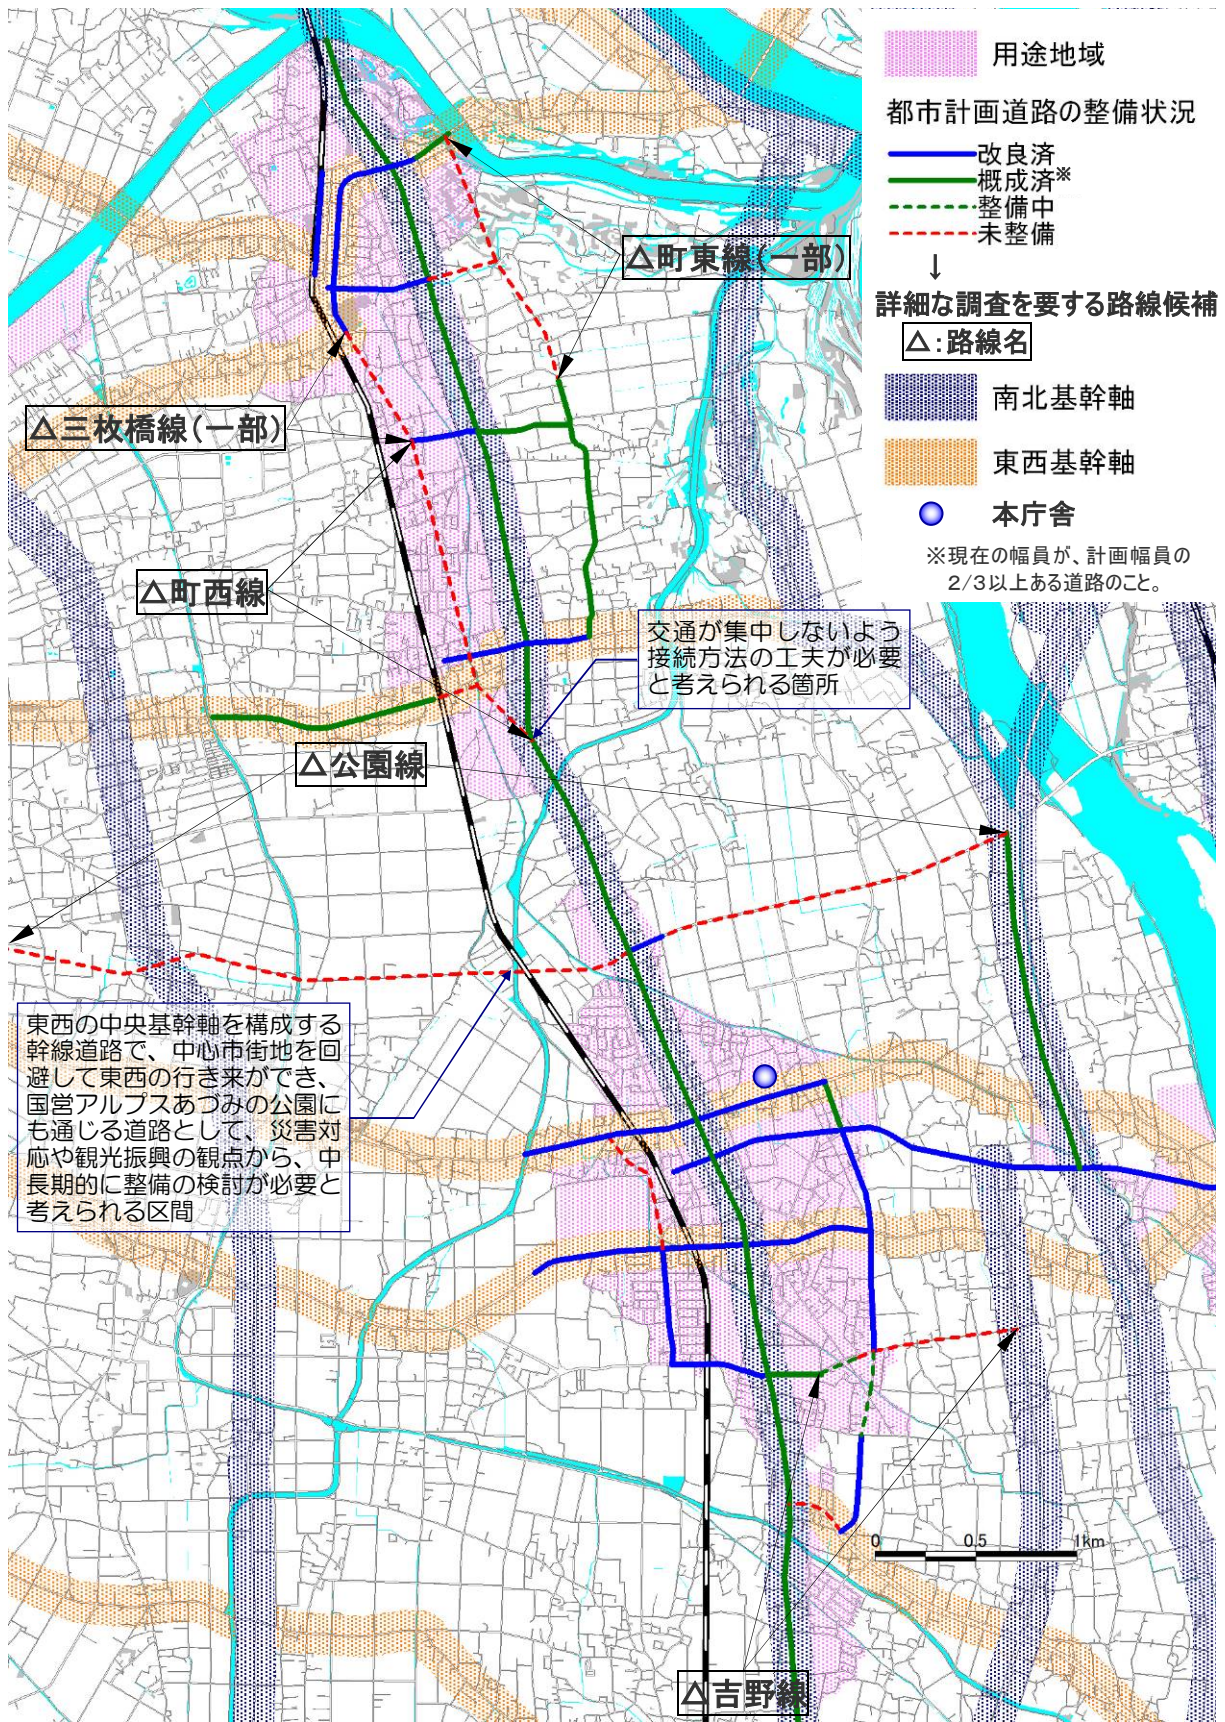 用途地域
都市計画道路の整備状況
改良済
概成済※
整備中
未整備
↓
詳細な調査を要する路線候補
△:路線名
南北基幹軸
東西基幹軸
本庁舎
※現在の幅員が、計画幅員の
2/3以上ある道路のこと。
△町東線(一部)
△三枚橋線(一部)
△町西線
交通が集中しないよう
接続方法の工夫が必要
と考えられる箇所
△公園線
東西の中央基幹軸を構成する
幹線道路で、中心市街地を回
避して東西の行き来ができ、
国営アルプスあづみの公園に
も通じる道路として、災害対
応や観光振興の観点から、中
長期的に整備の検討が必要と
考えられる区間
0 0.5 1km
△吉野線